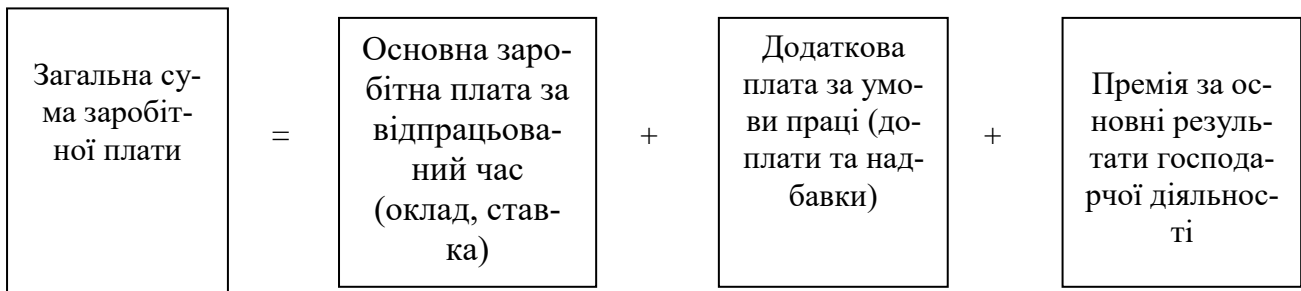 Загальна су-
ма заробіт-
ної плати
=
Основна заро-
бітна плата за
відпрацьова-
ний час
(оклад, став-
ка)
+
Додаткова
плата за умо-
ви праці (до-
плати та над-
бавки)
+
Премія за ос-
новні резуль-
тати господа-
рчої діяльнос-
ті